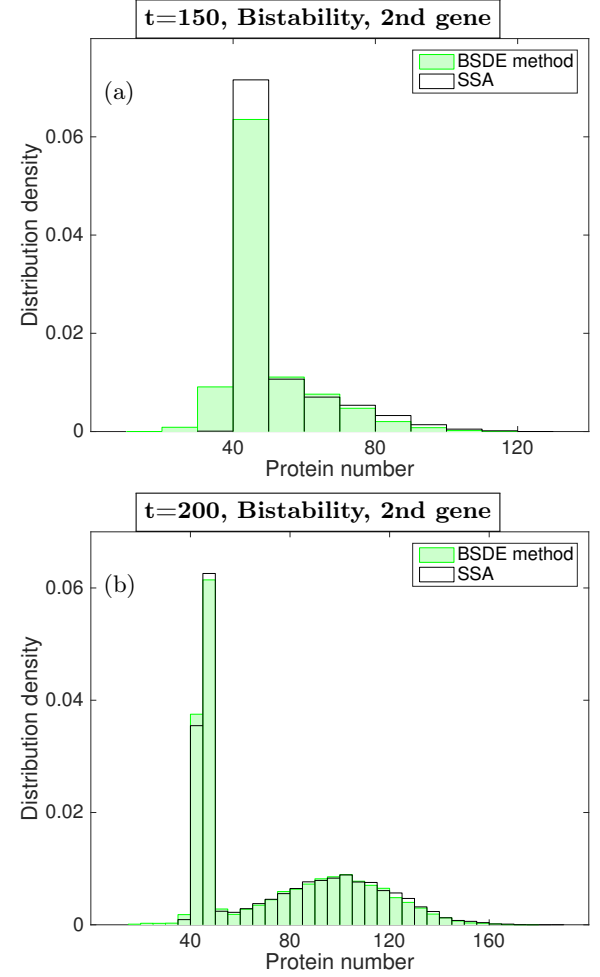 t=150, Bistability, 2nd gene
BSDE method
SSA
(a)
Distribution density
0.06
0.04
0.02
0
40
80
120
Protein number
t=200, Bistability, 2nd gene
BSDE method
SSA
(b)
Distribution density
0.06
0.04
0.02
0
40
80
120
160
Protein number